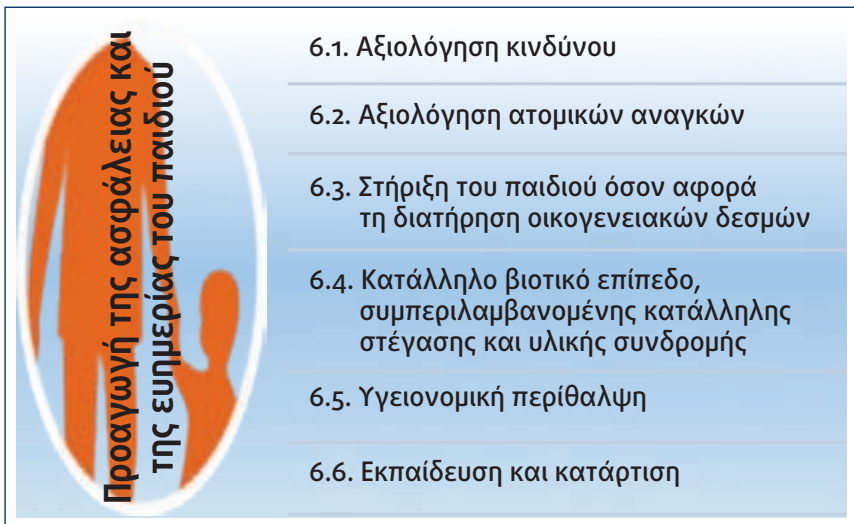 Προαγωγή της ασφάλειας και
της ευημερίας του παιδιού
6.1. Αξιολόγηση κινδύνου
6.2. Αξιολόγηση ατομικών αναγκών
6.3. Στήριξη του παιδιού όσον αφορά
τη διατήρηση οικογενειακών δεσμών
6.4. Κατάλληλο βιοτικό επίπεδο,
συμπεριλαμβανομένης κατάλληλης
στέγασης και υλικής συνδρομής
6.5. Υγειονομική περίθαλψη
6.6. Εκπαίδευση και κατάρτιση